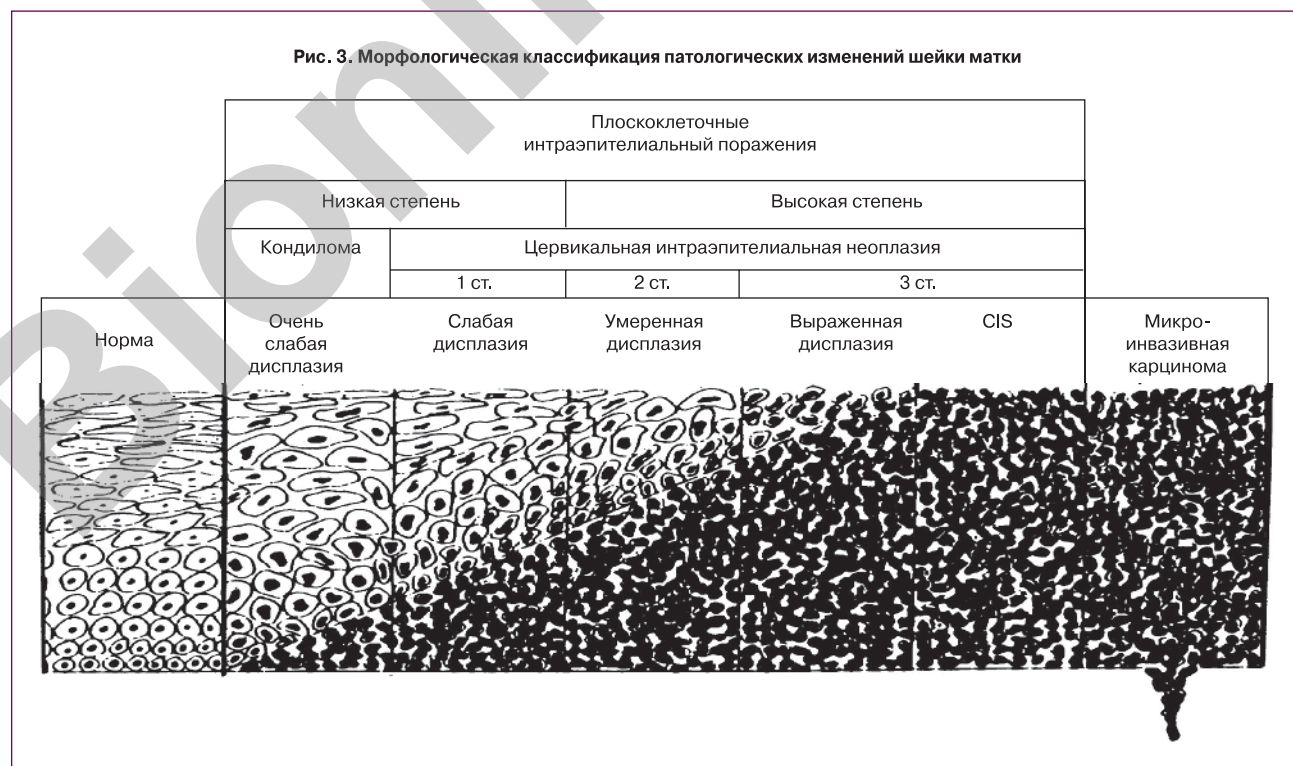 Рис. 3. Морфологическая классификация патологических изменений шейки матки
Плоскоклеточные
интраэпителиальный поражения
Низкая степень
Высокая степень
Кондилома
Цервикальная интраэпителиальная неоплазия
1 ст.
2 ст.
3 ст.
Норма
Очень
слабая
дисплазия
Слабая
дисплазия
Умеренная
дисплазия
Выраженная
дисплазия
CIS
Микро-
инвазивная
карцинома